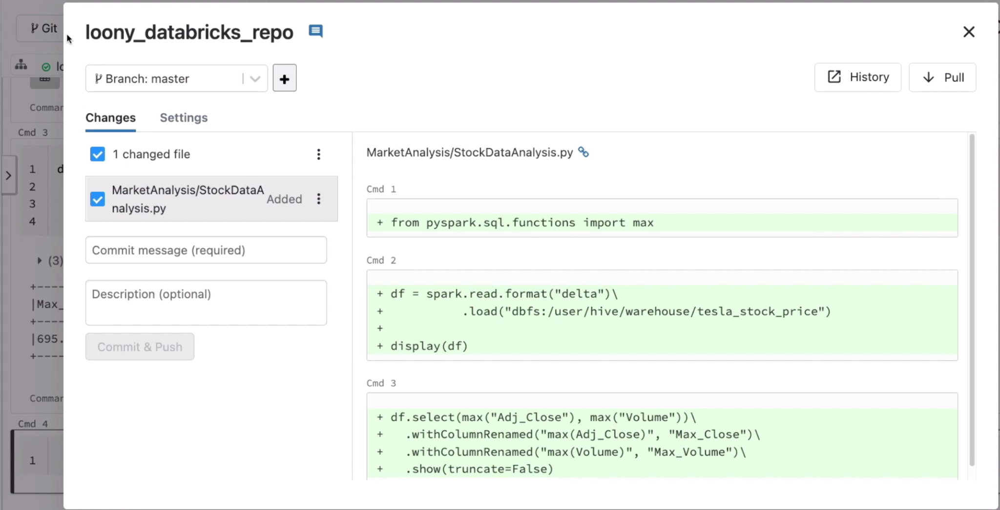 Git
loony_databricks_repo
Branch: master
+
History
Pull
Changes
Settings
1 changed file
MarketAnalysis/StockDataA
nalysis.py
Added
Commit message (required)
Description (optional)
Commit & Push
MarketAnalysis/StockDataAnalysis.py
Cmd 1
+ from pyspark.sql.functions import max
Cmd 2
+ df = spark.read.format("delta")\
+ .load("dbfs:/user/hive/warehouse/tesla_stock_price")
+
+ display(df)
Cmd 3
+ df.select(max("Adj_Close"), max("Volume"))\
+ .withColumnRenamed("max(Adj_Close)", "Max_Close")\
+ .withColumnRenamed("max(Volume)", "Max_Volume")\
+ .show(truncate=False)
Cmd 3
1
2
3
4
(3)
+----
|Max_
+----
|695.
+----
Cmd 4
1